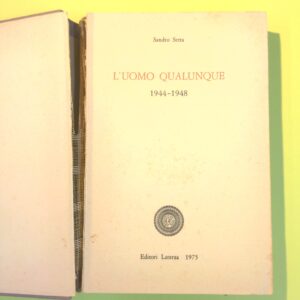 Sandro Setta
L'UOMO QUALUNQUE
1944-1948
Editori Laterza 1975